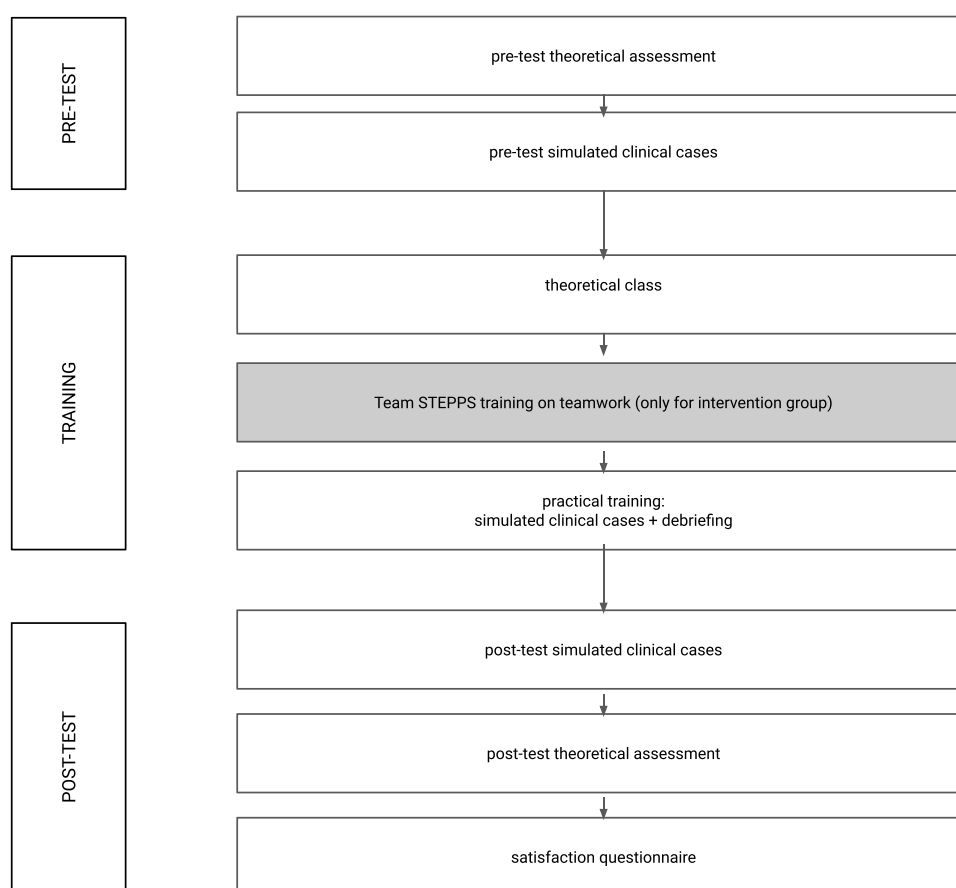 PRE-TEST
pre-test theoretical assessment
pre-test simulated clinical cases
TRAINING
theoretical class
Team STEPPS training on teamwork (only for intervention group)
practical training:
simulated clinical cases + debriefing
POST-TEST
post-test simulated clinical cases
post-test theoretical assessment
satisfaction questionnaire